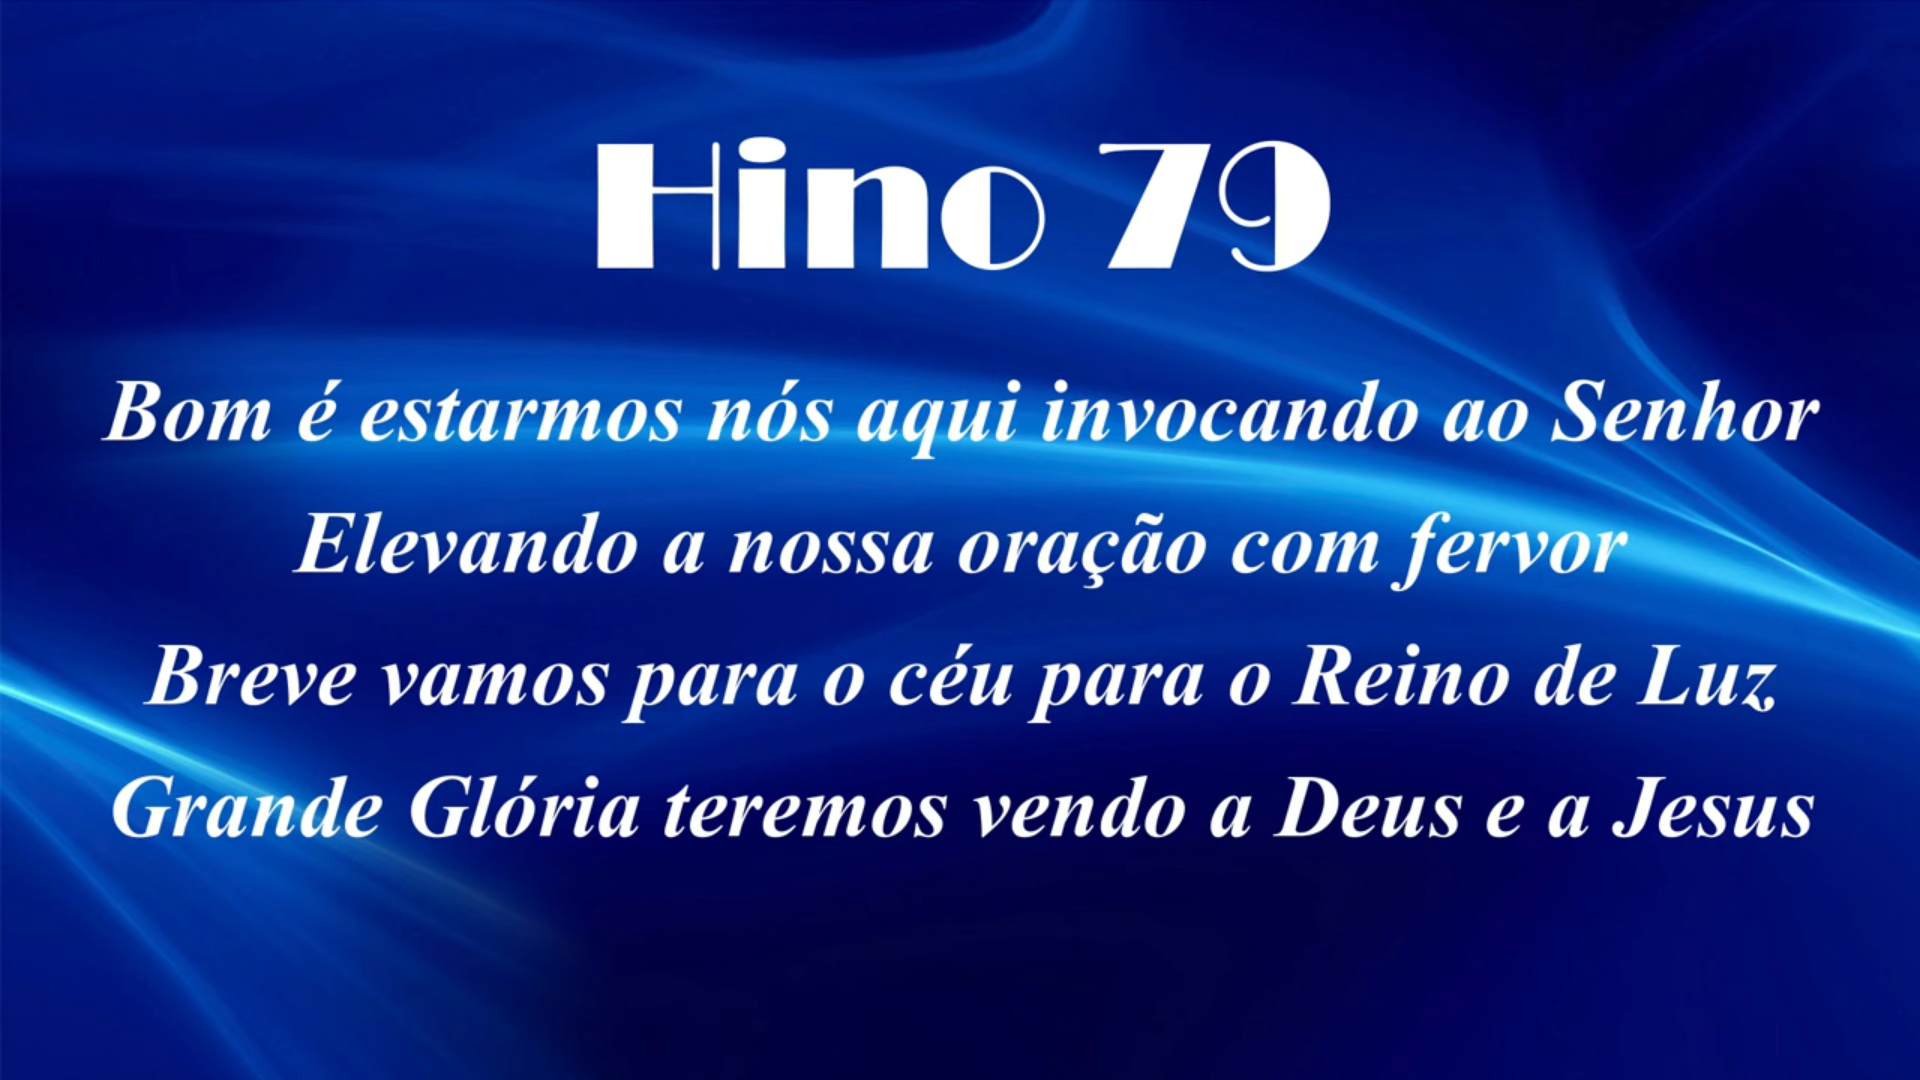 Hino 79
Bom é estarmos nós aqui invocando ao Senhor
Elevando a nossa oração com fervor
Breve vamos para o céu para o Reino de Luz
Grande Glória teremos vendo a Deus e a Jesus